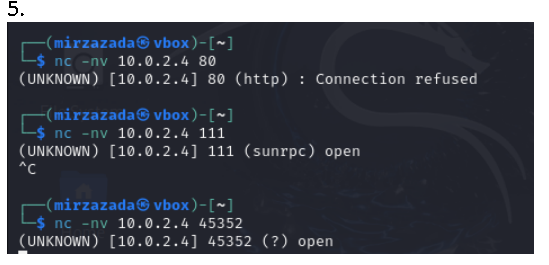 5.
┌──(mirzazada㉿vbox)-[~]
└─$ nc -nv 10.0.2.4 80
(UNKNOWN) [10.0.2.4] 80 (http) : Connection refused
┌──(mirzazada㉿vbox)-[~]
└─$ nc -nv 10.0.2.4 111
(UNKNOWN) [10.0.2.4] 111 (sunrpc) open
^C
┌──(mirzazada㉿vbox)-[~]
└─$ nc -nv 10.0.2.4 45352
(UNKNOWN) [10.0.2.4] 45352 (?) open